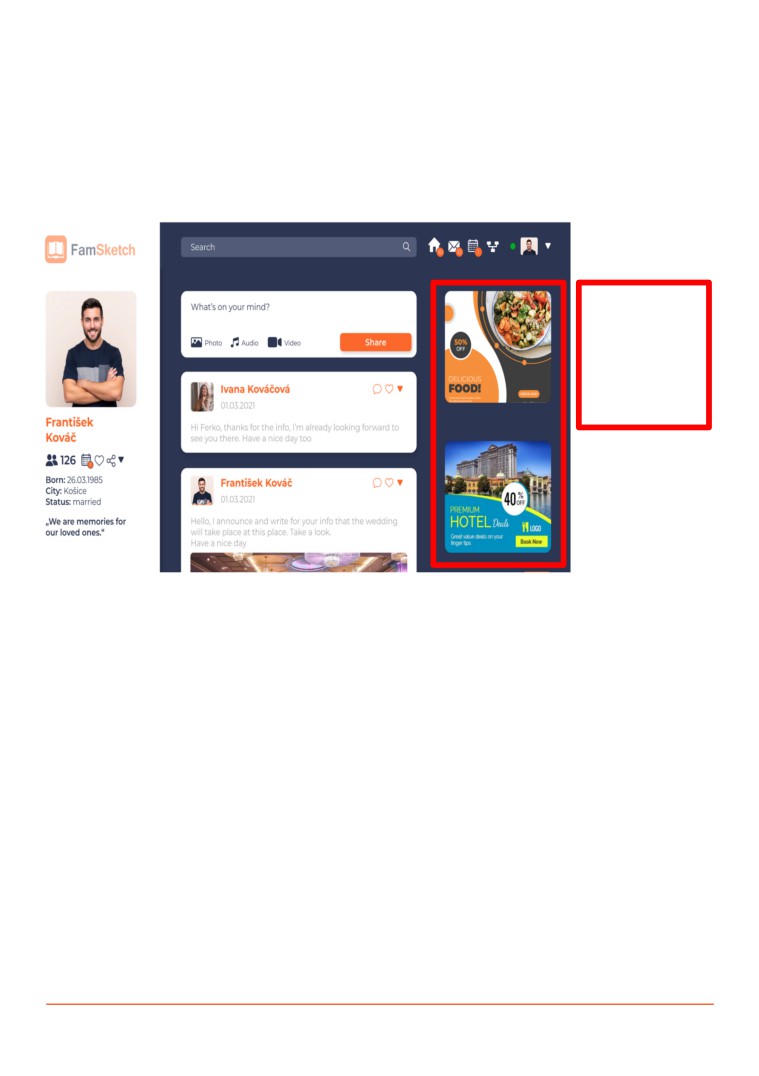 FamSketch
Search
What's on your mind?
Photo
Audio
Video
Share
František
Kováč
126
Born: 26.03.1985
City: Košice
Status: married
„We are memories for
our loved ones."
Ivana Kováčová
01.03.2021
Hi Ferko, thanks for the info, I'm already looking forward to
see you there. Have a nice day too
František Kováč
01.03.2021
Hello, I announce and write for your info that the wedding
will take place at this place. Take a look.
Have a nice day
50%
OFF
DELICIOUS
FOOD!
40%
OFF
PREMIUM
HOTEL Deals
Great value deals on your
finger tips
LOGO
Book Now